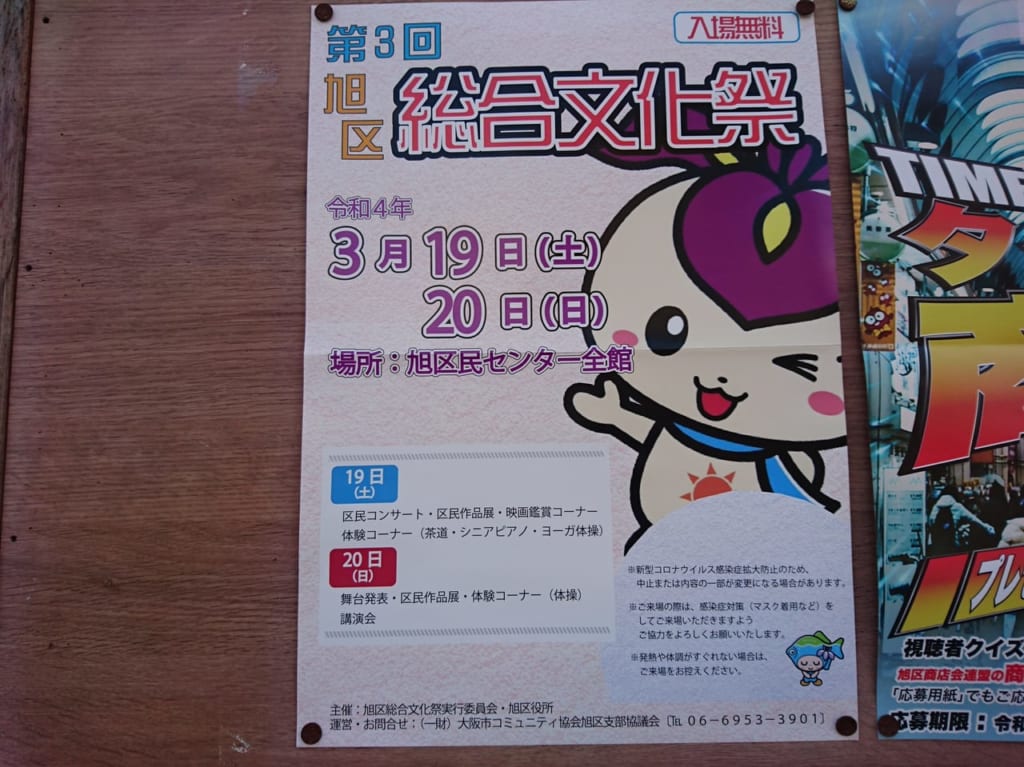 第3回
入場無料
旭区
総合文化祭
令和4年
3月19日(土)
20日(日)
場所：旭区民センター全館
19日
(土)
区民コンサート・区民作品展・映画鑑賞コーナー
体験コーナー（茶道・シニアピアノ・ヨーガ体操）
20日
(日)
舞台発表・区民作品展・体験コーナー（体操）
講演会
※新型コロナウイルス感染症拡大防止のため、
中止または内容の一部が変更になる場合があります。
※ご来場の際は、感染症対策（マスク着用など）を
してご来場いただきますよう
ご協力をよろしくお願いいたします。
※発熱や体調がすぐれない場合は、
ご来場をお控えください。
主催：旭区総合文化祭実行委員会・旭区役所
運営・お問合せ：（一財）大阪市コミュニティ協会旭区支部協議会〔℡ 06－6953－3901〕
TIME
タ
商
プレ
視聴者クイズ
旭区商店会連盟の商
「応募用紙」でもご応
応募期限：令和